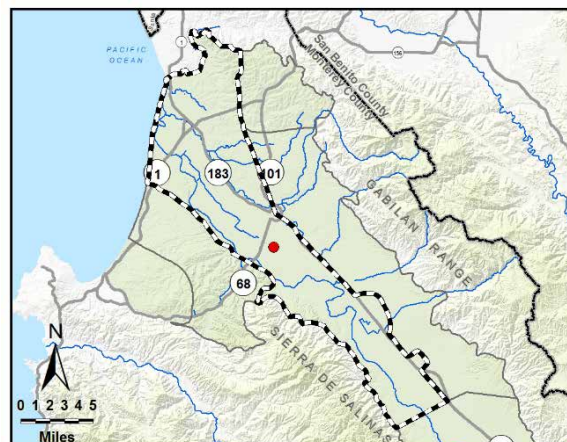 1
156
PACIFIC
OCEAN
San Benito County
Monterey County
1
183
101
GABILAN RANGE
68
SIERRA DE SALINAS
N
0 1 2 3 4 5
Miles